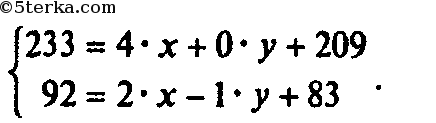 ©5terka.com
233 = 4 · x + 0 · y + 209
92 = 2 · x − 1 · y + 83 .